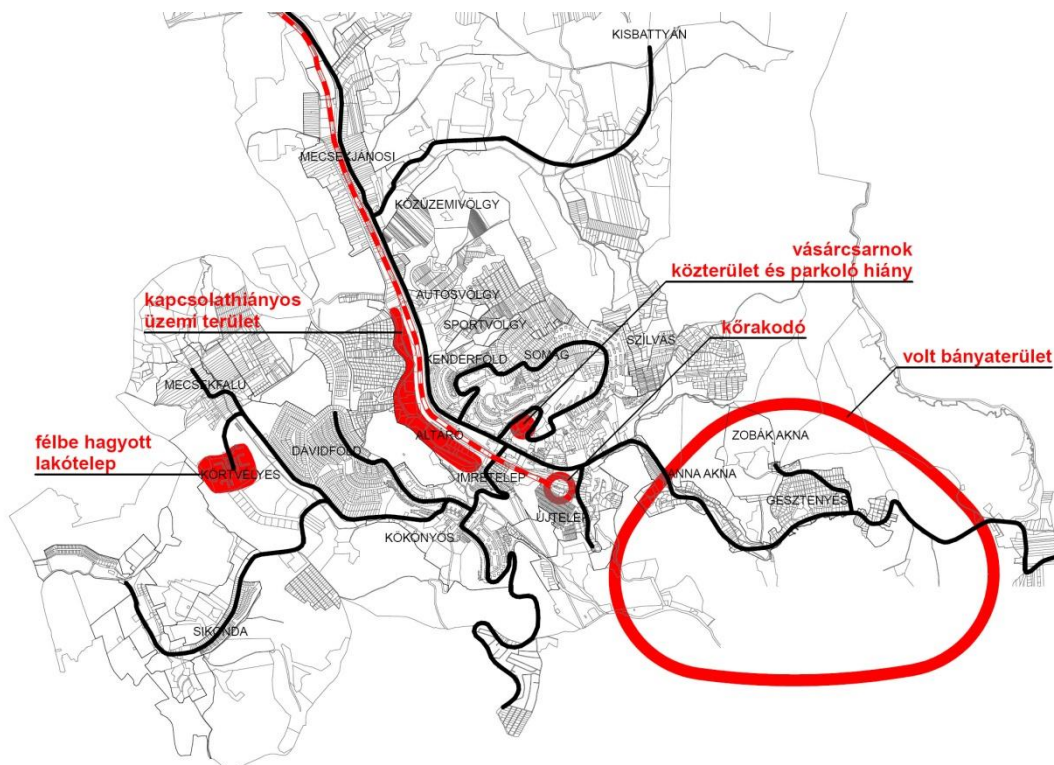 KISBATTYÁN
MECSEKJÁNOSI
KÖZÜZEMIVÖLGY
vásárcsarnok
közterület és parkoló hiány
kapcsolathiányos
üzemi terület
AUTÓSVÖLGY
SPORTVÖLGY
kőrakodó
KENDERFÖLD
SOMÁG
SZILVÁS
volt bányaterület
MECSEKFALU
félbe hagyott
lakótelep
DÁVIDFÖLD
ALTÁRÓ
ZOBÁK AKNA
KÖRTVÉLYES
IMRETELEP
ANNA AKNA
GESZTENYÉS
ÚJTELEP
KÖKÖNYÖS
SIKONDA